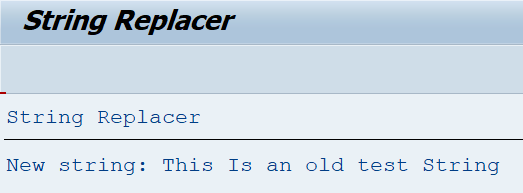 String Replacer
String Replacer
New string: This Is an old test String